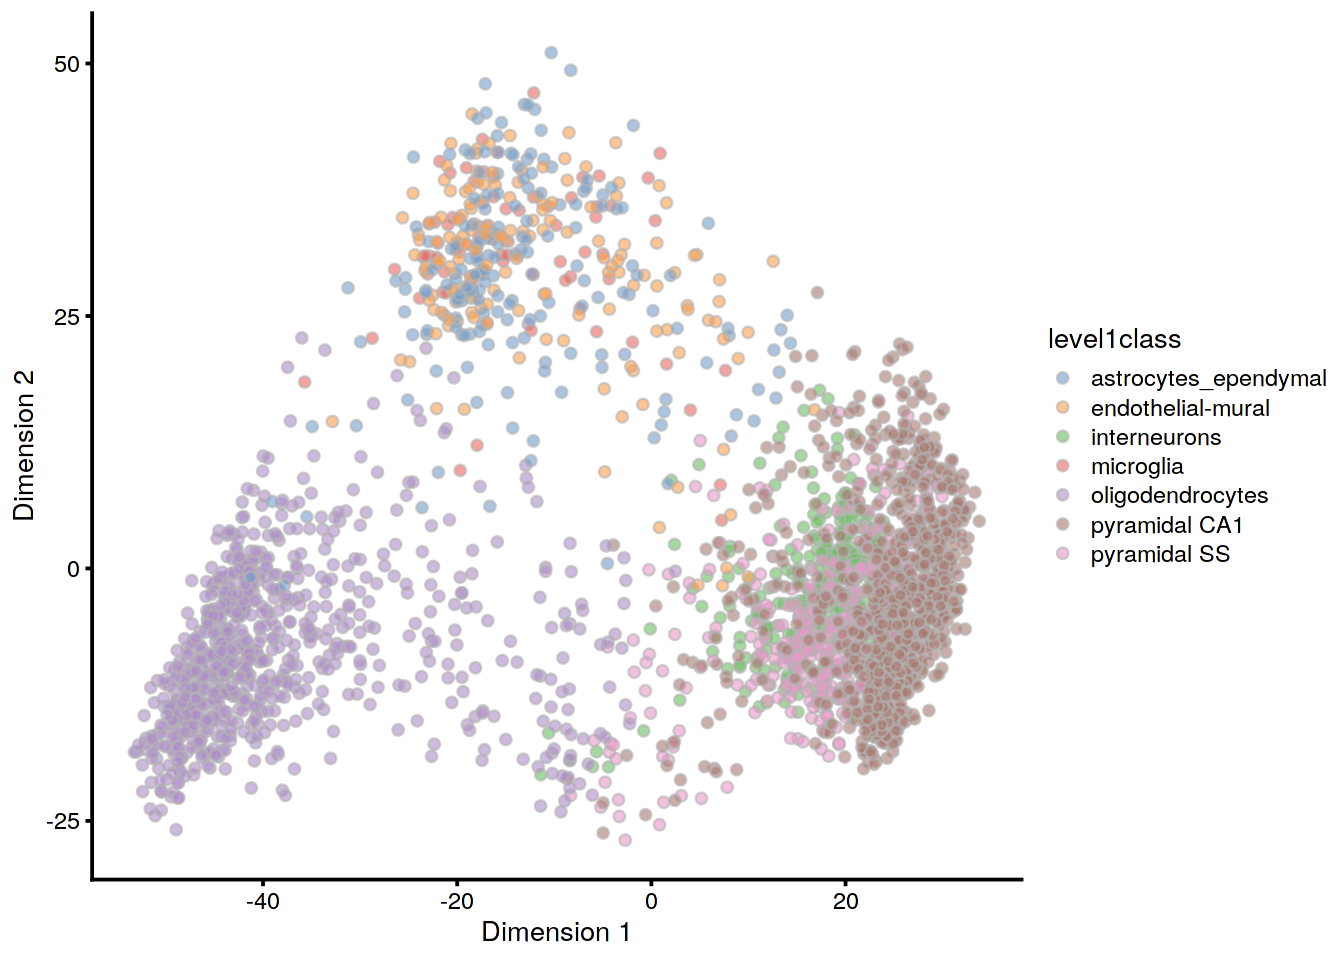 50
25
0
-25
Dimension 2
-40
-20
0
20
Dimension 1
level1class
astrocytes_ependymal
endothelial-mural
interneurons
microglia
oligodendrocytes
pyramidal CA1
pyramidal SS